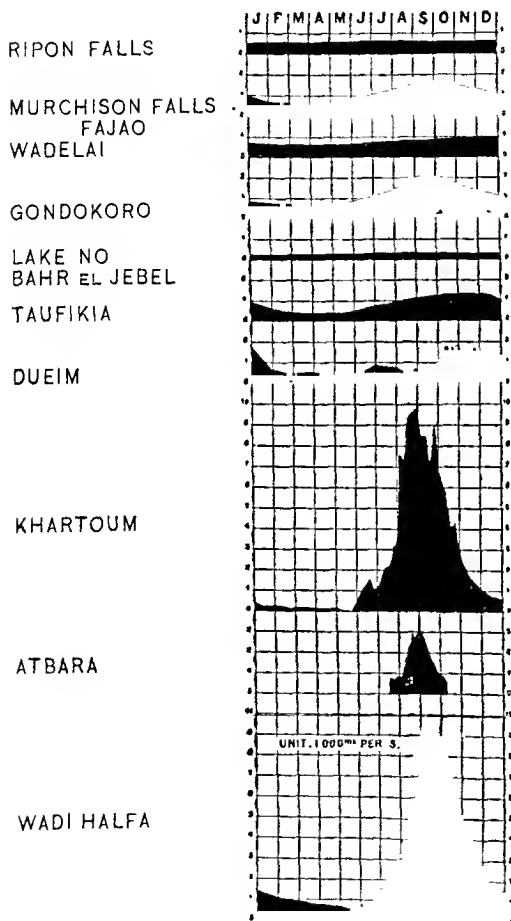 J F M A M J J A S O N D
RIPON FALLS
MURCHISON FALLS
FAJAO
WADELAI
GONDOKORO
LAKE NO
BAHR EL JEBEL
TAUFIKIA
DUEIM
KHARTOUM
ATBARA
UNIT. 1000 PER S.
WADI HALFA